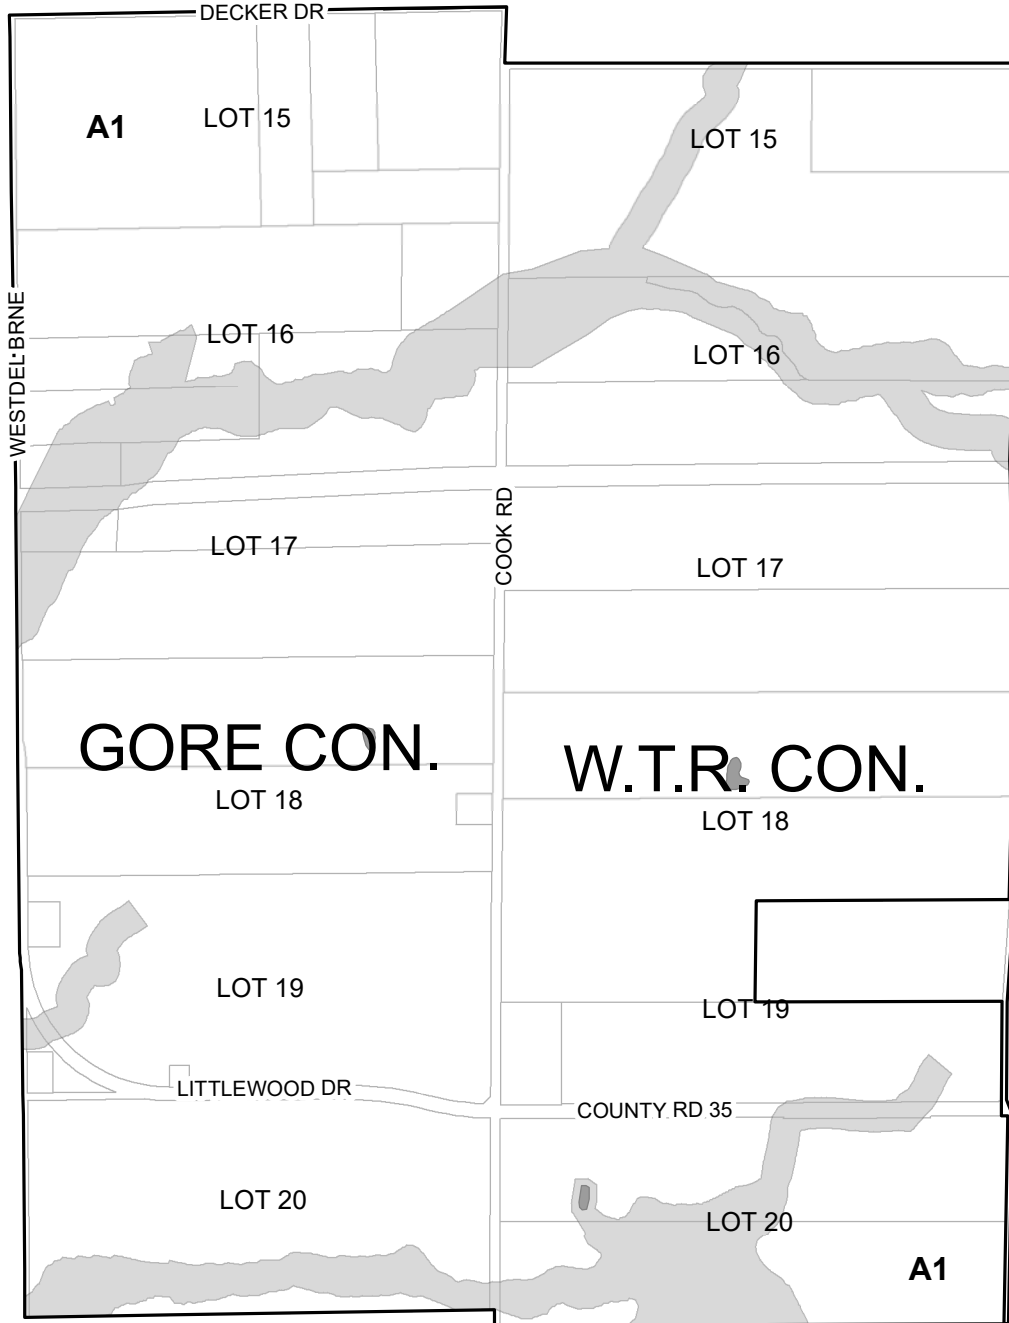 DECKER DR
A1
LOT 15
LOT 15
WESTDEL BRNE
LOT 16
LOT 16
COOK RD
LOT 17
LOT 17
GORE CON.
W.T.R. CON.
LOT 18
LOT 18
LOT 19
LOT 19
LITTLEWOOD DR
COUNTY RD 35
LOT 20
LOT 20
A1